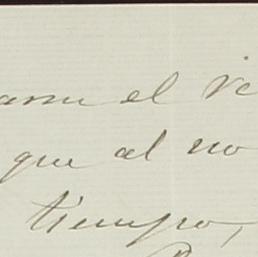 el
que al no
tiempo,